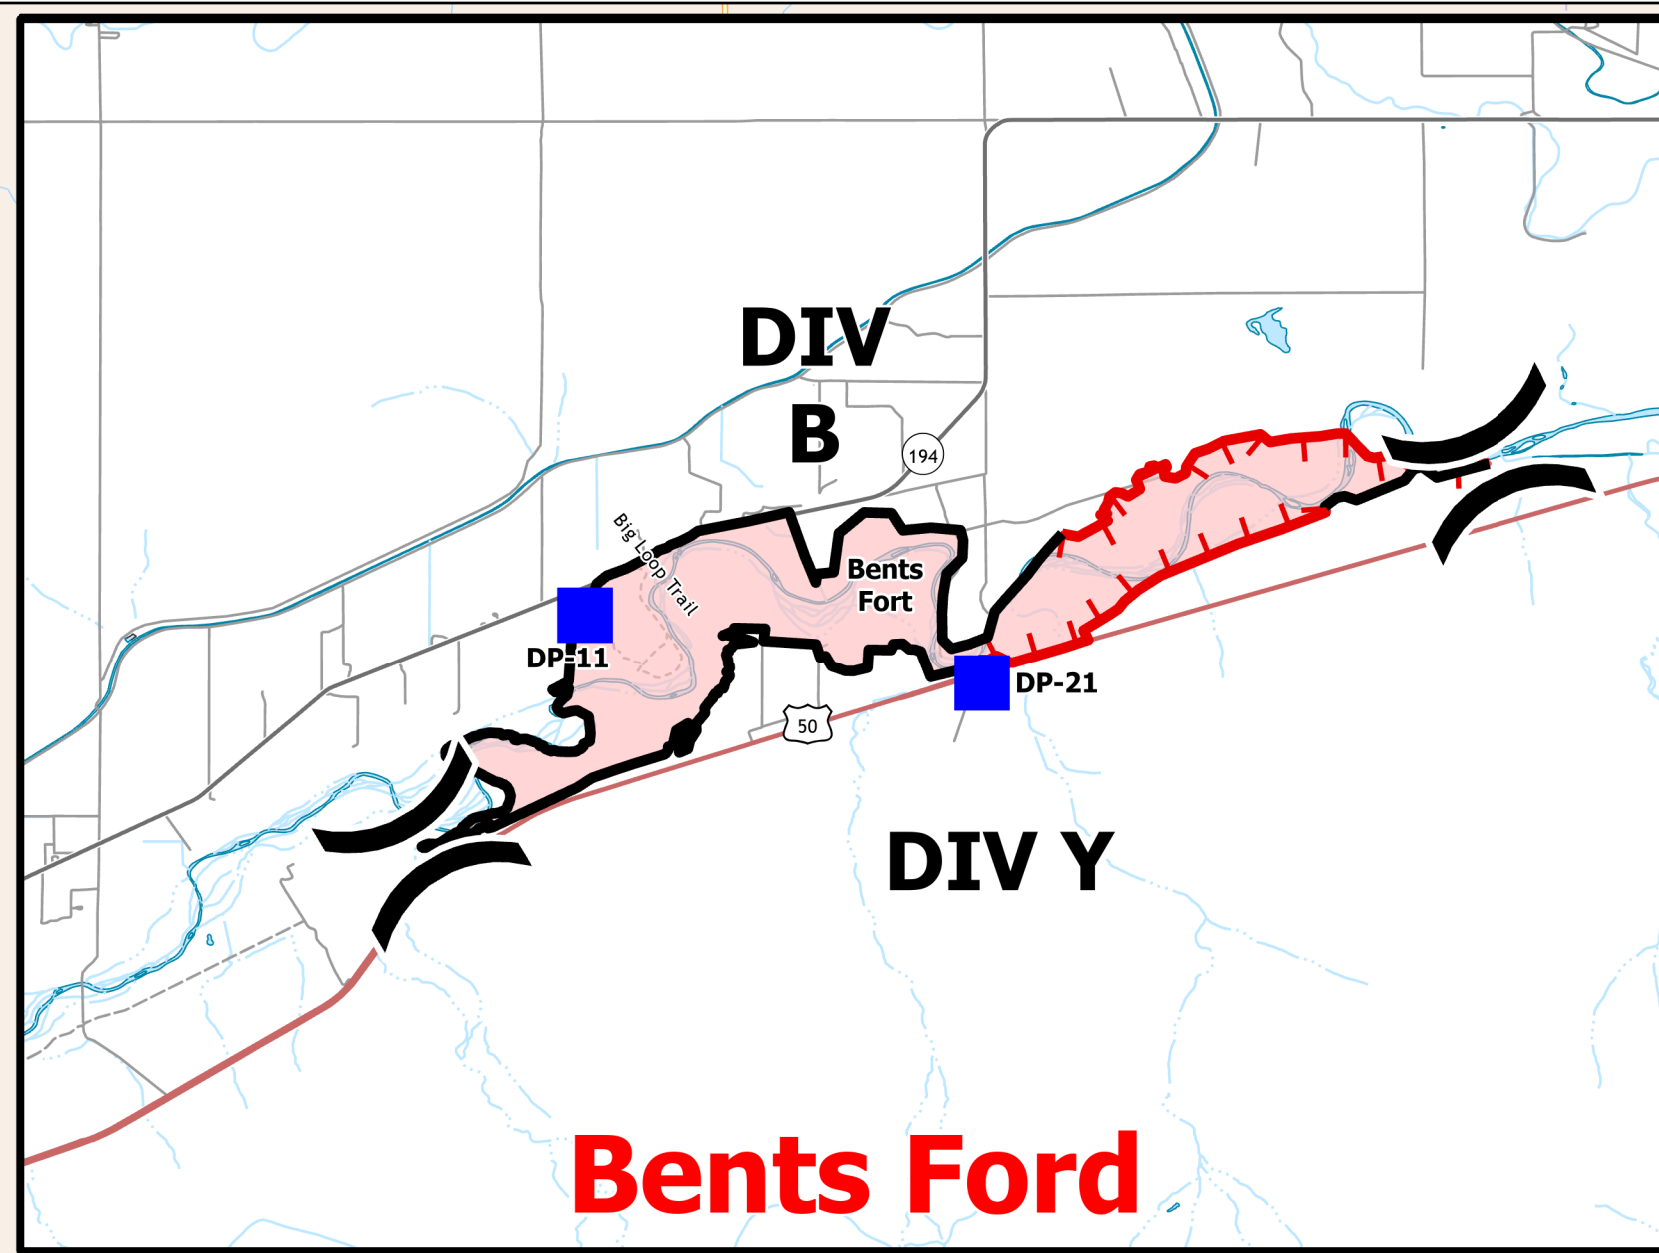 DIV
B
194
Big Loop Trail
Bents
Fort
DP-11
DP-21
50
DIV Y
Bents Ford